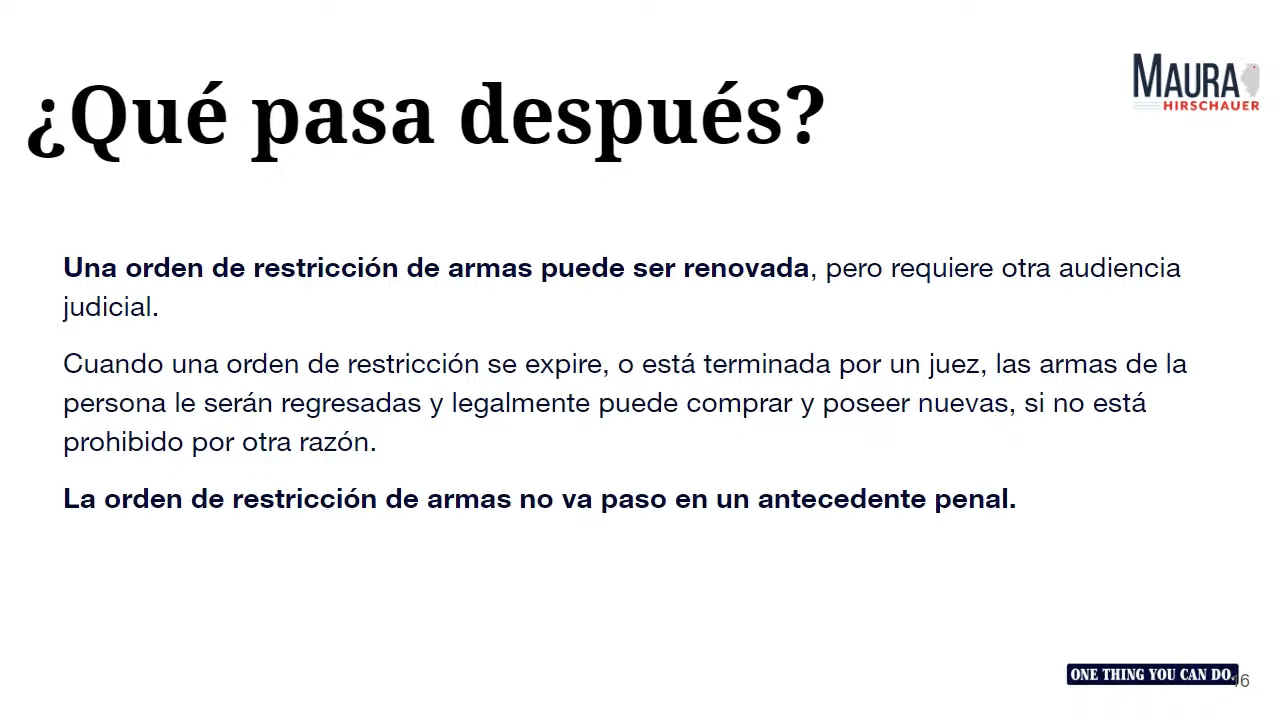 ¿Qué pasa después?
MAURA
HIRSCHAUER
Una orden de restricción de armas puede ser renovada, pero requiere otra audiencia
judicial.
Cuando una orden de restricción se expire, o está terminada por un juez, las armas de la
persona le serán regresadas y legalmente puede comprar y poseer nuevas, si no está
prohibido por otra razón.
La orden de restricción de armas no va paso en un antecedente penal.
ONE THING YOU CAN DO.
16